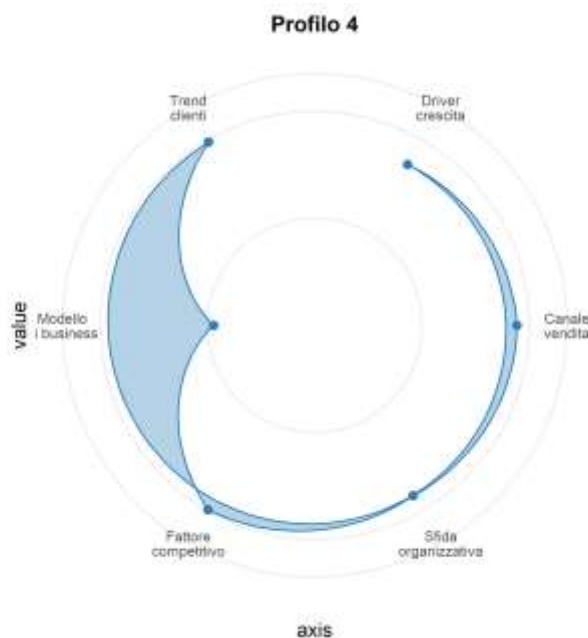 Profilo 4
Trend
clienti
Driver
crescita
Modello
i business
value
Canale
vendita
Fattore
competitivo
Sfida
organizzativa
axis